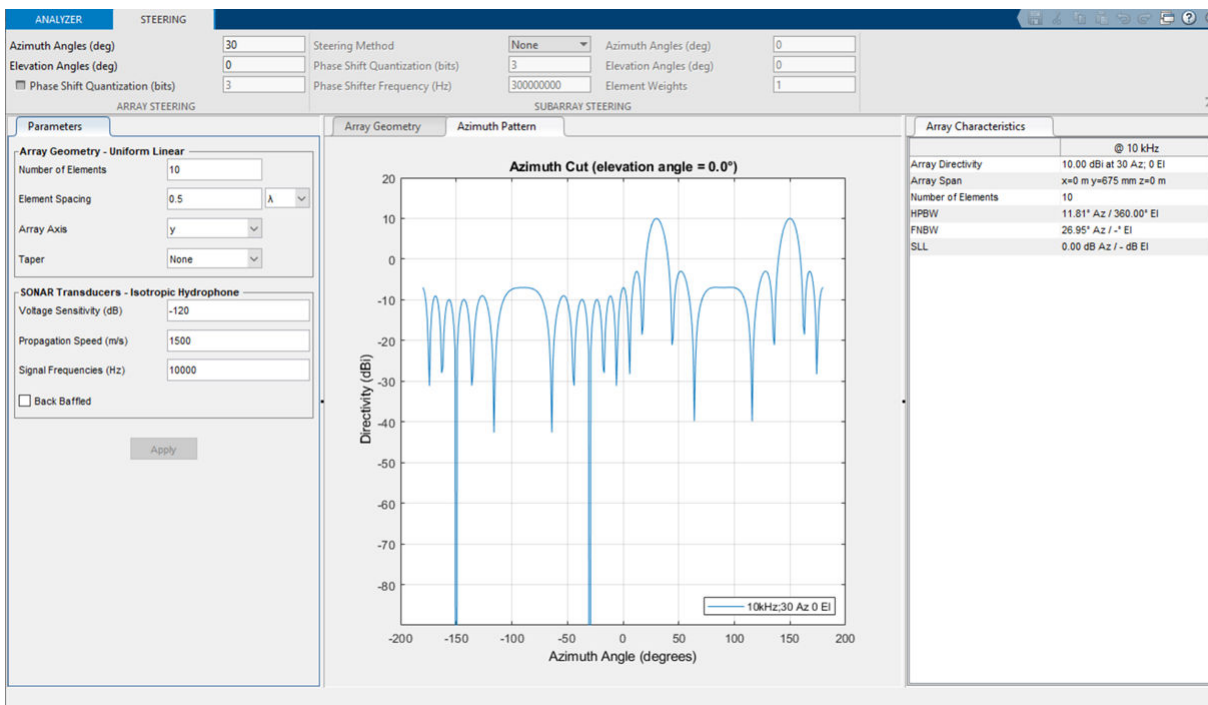 ANALYZER STEERING
Azimuth Angles (deg) 30 Steering Method None Azimuth Angles (deg) 0
Elevation Angles (deg) 0 Phase Shift Quantization (bits) 3 Elevation Angles (deg) 0
Phase Shift Quantization (bits) 3 Phase Shifter Frequency (Hz) 300000000 Element Weights 1
ARRAY STEERING SUBARRAY STEERING
Parameters
Array Geometry - Uniform Linear
Number of Elements 10
Element Spacing 0.5 λ
Array Axis y
Taper None
SONAR Transducers - Isotropic Hydrophone
Voltage Sensitivity (dB) -120
Propagation Speed (m/s) 1500
Signal Frequencies (Hz) 10000
Back Baffled
Apply
Array Geometry Azimuth Pattern
Azimuth Cut (elevation angle = 0.0°)
20
10
0
-10
-20
-30
-40
-50
-60
-70
-80
Directivity (dBi)
10kHz;30 Az 0 El
-200 -150 -100 -50 0 50 100 150 200
Azimuth Angle (degrees)
Array Characteristics
@ 10 kHz
Array Directivity 10.00 dBi at 30 Az; 0 El
Array Span x=0 m y=675 mm z=0 m
Number of Elements 10
HPBW 11.81° Az / 360.00° El
FNBW 26.95° Az / -° El
SLL 0.00 dB Az / - dB El